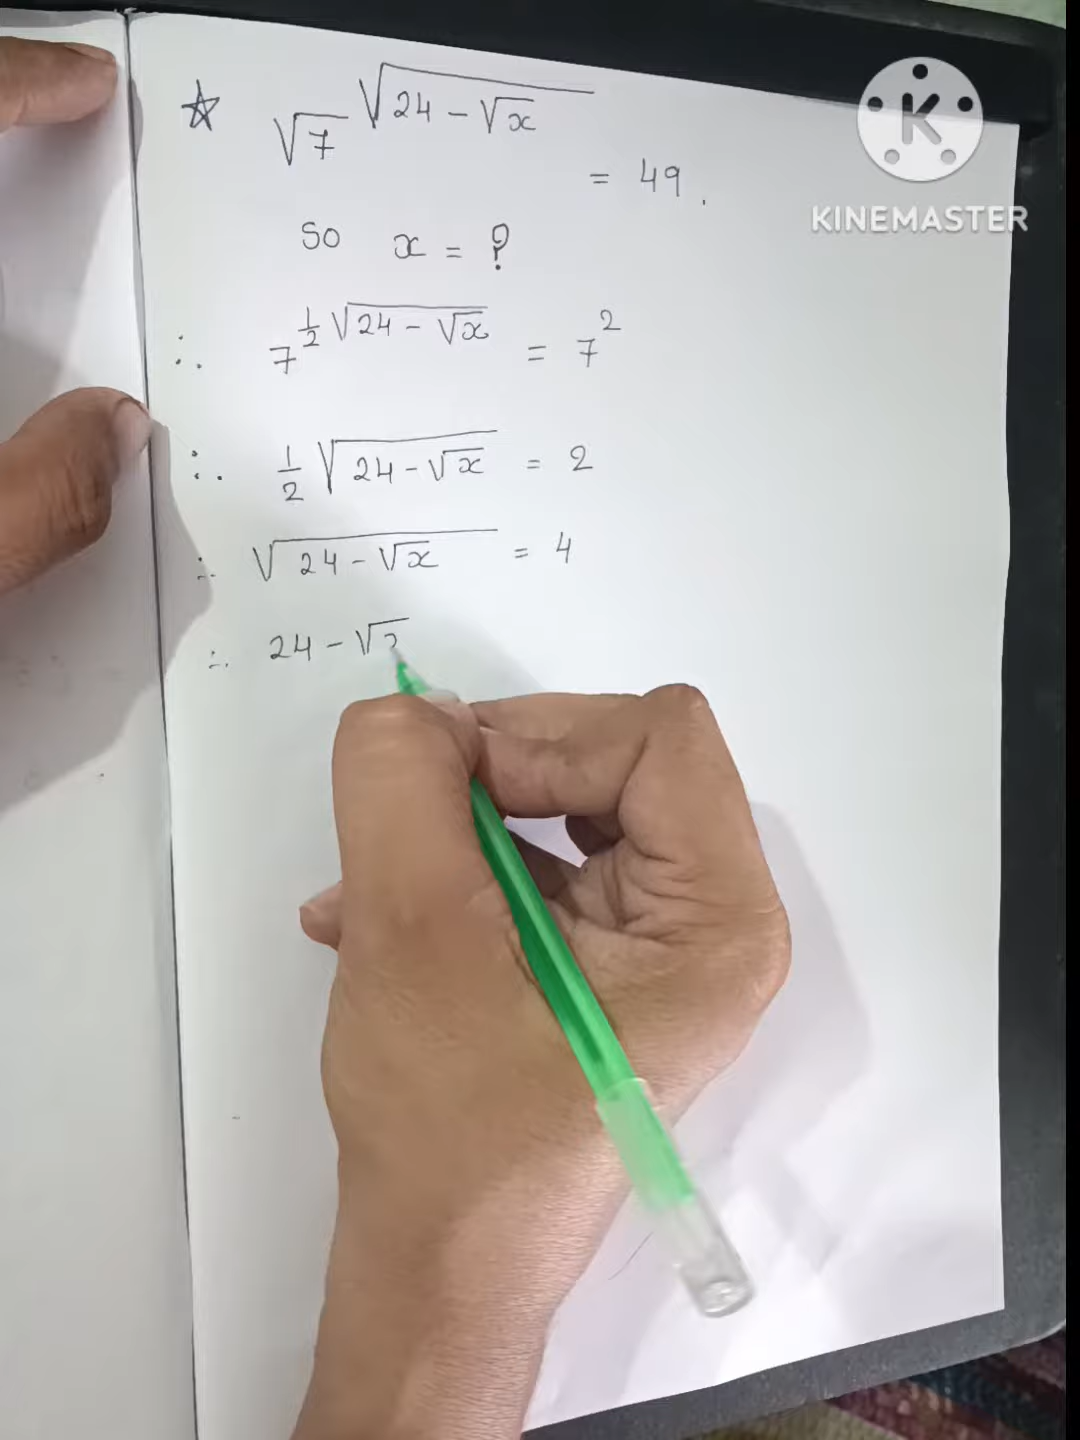 ☆ √7^√(24 - √x) = 49.
So x = ?
∴ 7^(1/2 √(24 - √x)) = 7^2
∴ 1/2 √(24 - √x) = 2
∴ √(24 - √x) = 4
∴ 24 - √
K
KINEMASTER